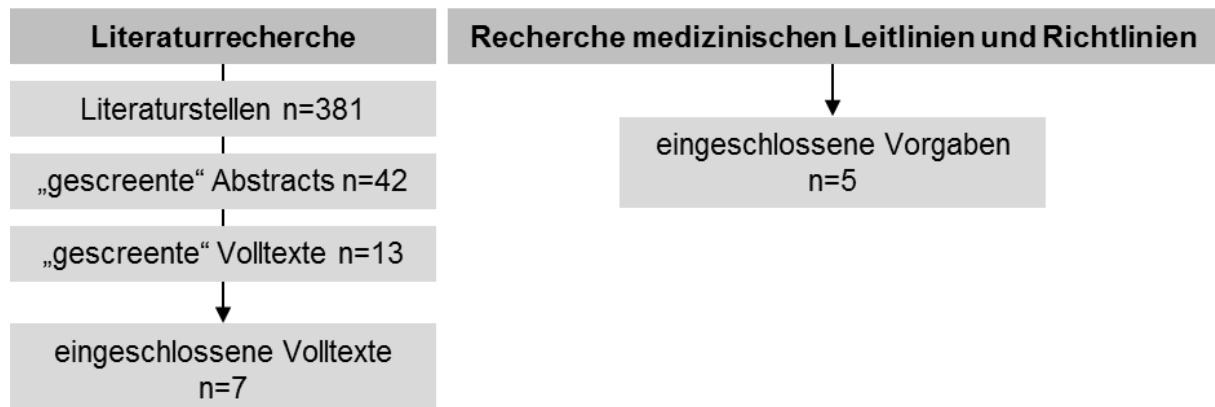 Literaturrecherche
Literaturstellen n=381
„gescreente“ Abstracts n=42
„gescreente“ Volltexte n=13
eingeschlossene Volltexte
n=7
Recherche medizinischen Leitlinien und Richtlinien
eingeschlossene Vorgaben
n=5